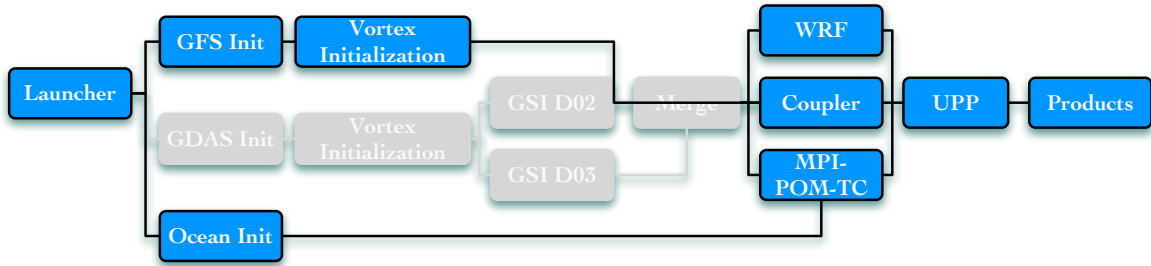 Launcher
GFS Init
Vortex
Initialization
GDAS Init
Vortex
Initialization
GSI D02
GSI D03
Merge
Ocean Init
WRF
Coupler
MPI-
POM-TC
UPP
Products